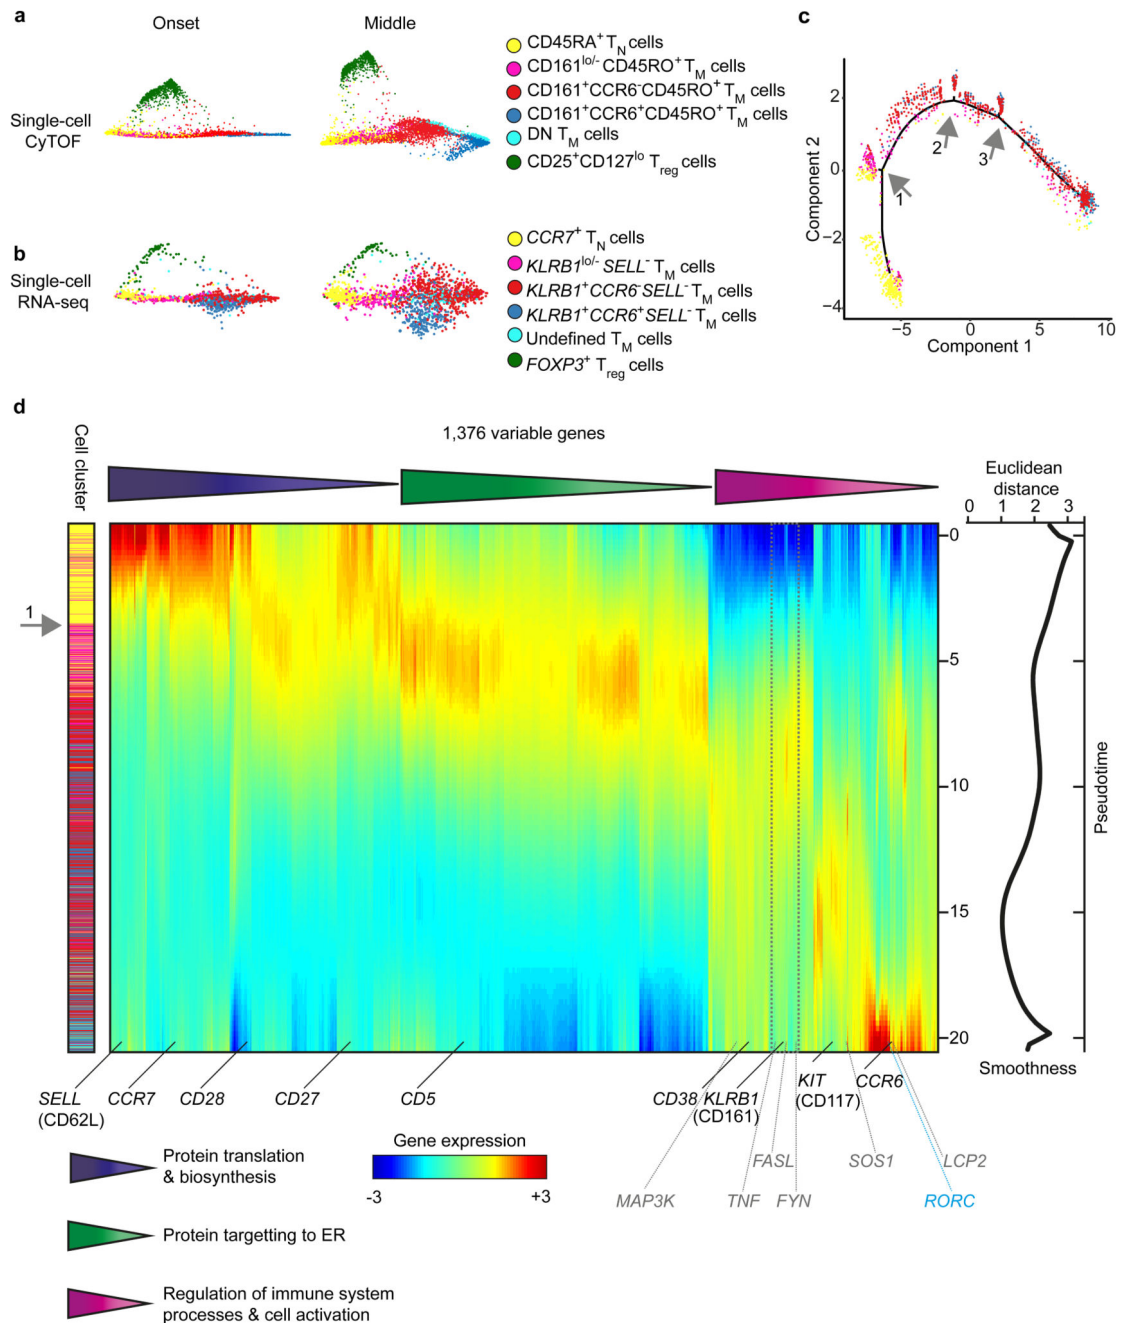 a
Onset
Middle
Single-cell
CyTOF
CD45RA+ TN cells
CD161lo/- CD45RO+ TM cells
CD161+CCR6-CD45RO+ TM cells
CD161+CCR6+CD45RO+ TM cells
DN TM cells
CD25+CD127lo Treg cells
b
Single-cell
RNA-seq
CCR7+ TN cells
KLRB1lo/- SELL- TM cells
KLRB1+CCR6-SELL- TM cells
KLRB1+CCR6+SELL- TM cells
Undefined TM cells
FOXP3+ Treg cells
c
Component 2
2
0
−2
−4
1
2
3
−5
0
5
10
Component 1
d
Cell cluster
1,376 variable genes
Euclidean
distance
0 1 2 3
1
0
5
10
15
20
Pseudotime
Smoothness
SELL
(CD62L)
CCR7
CD28
CD27
CD5
CD38
KLRB1
(CD161)
KIT
(CD117)
CCR6
MAP3K
TNF
FASL
FYN
SOS1
LCP2
RORC
Gene expression
-3
+3
Protein translation
& biosynthesis
Protein targetting to ER
Regulation of immune system
processes & cell activation